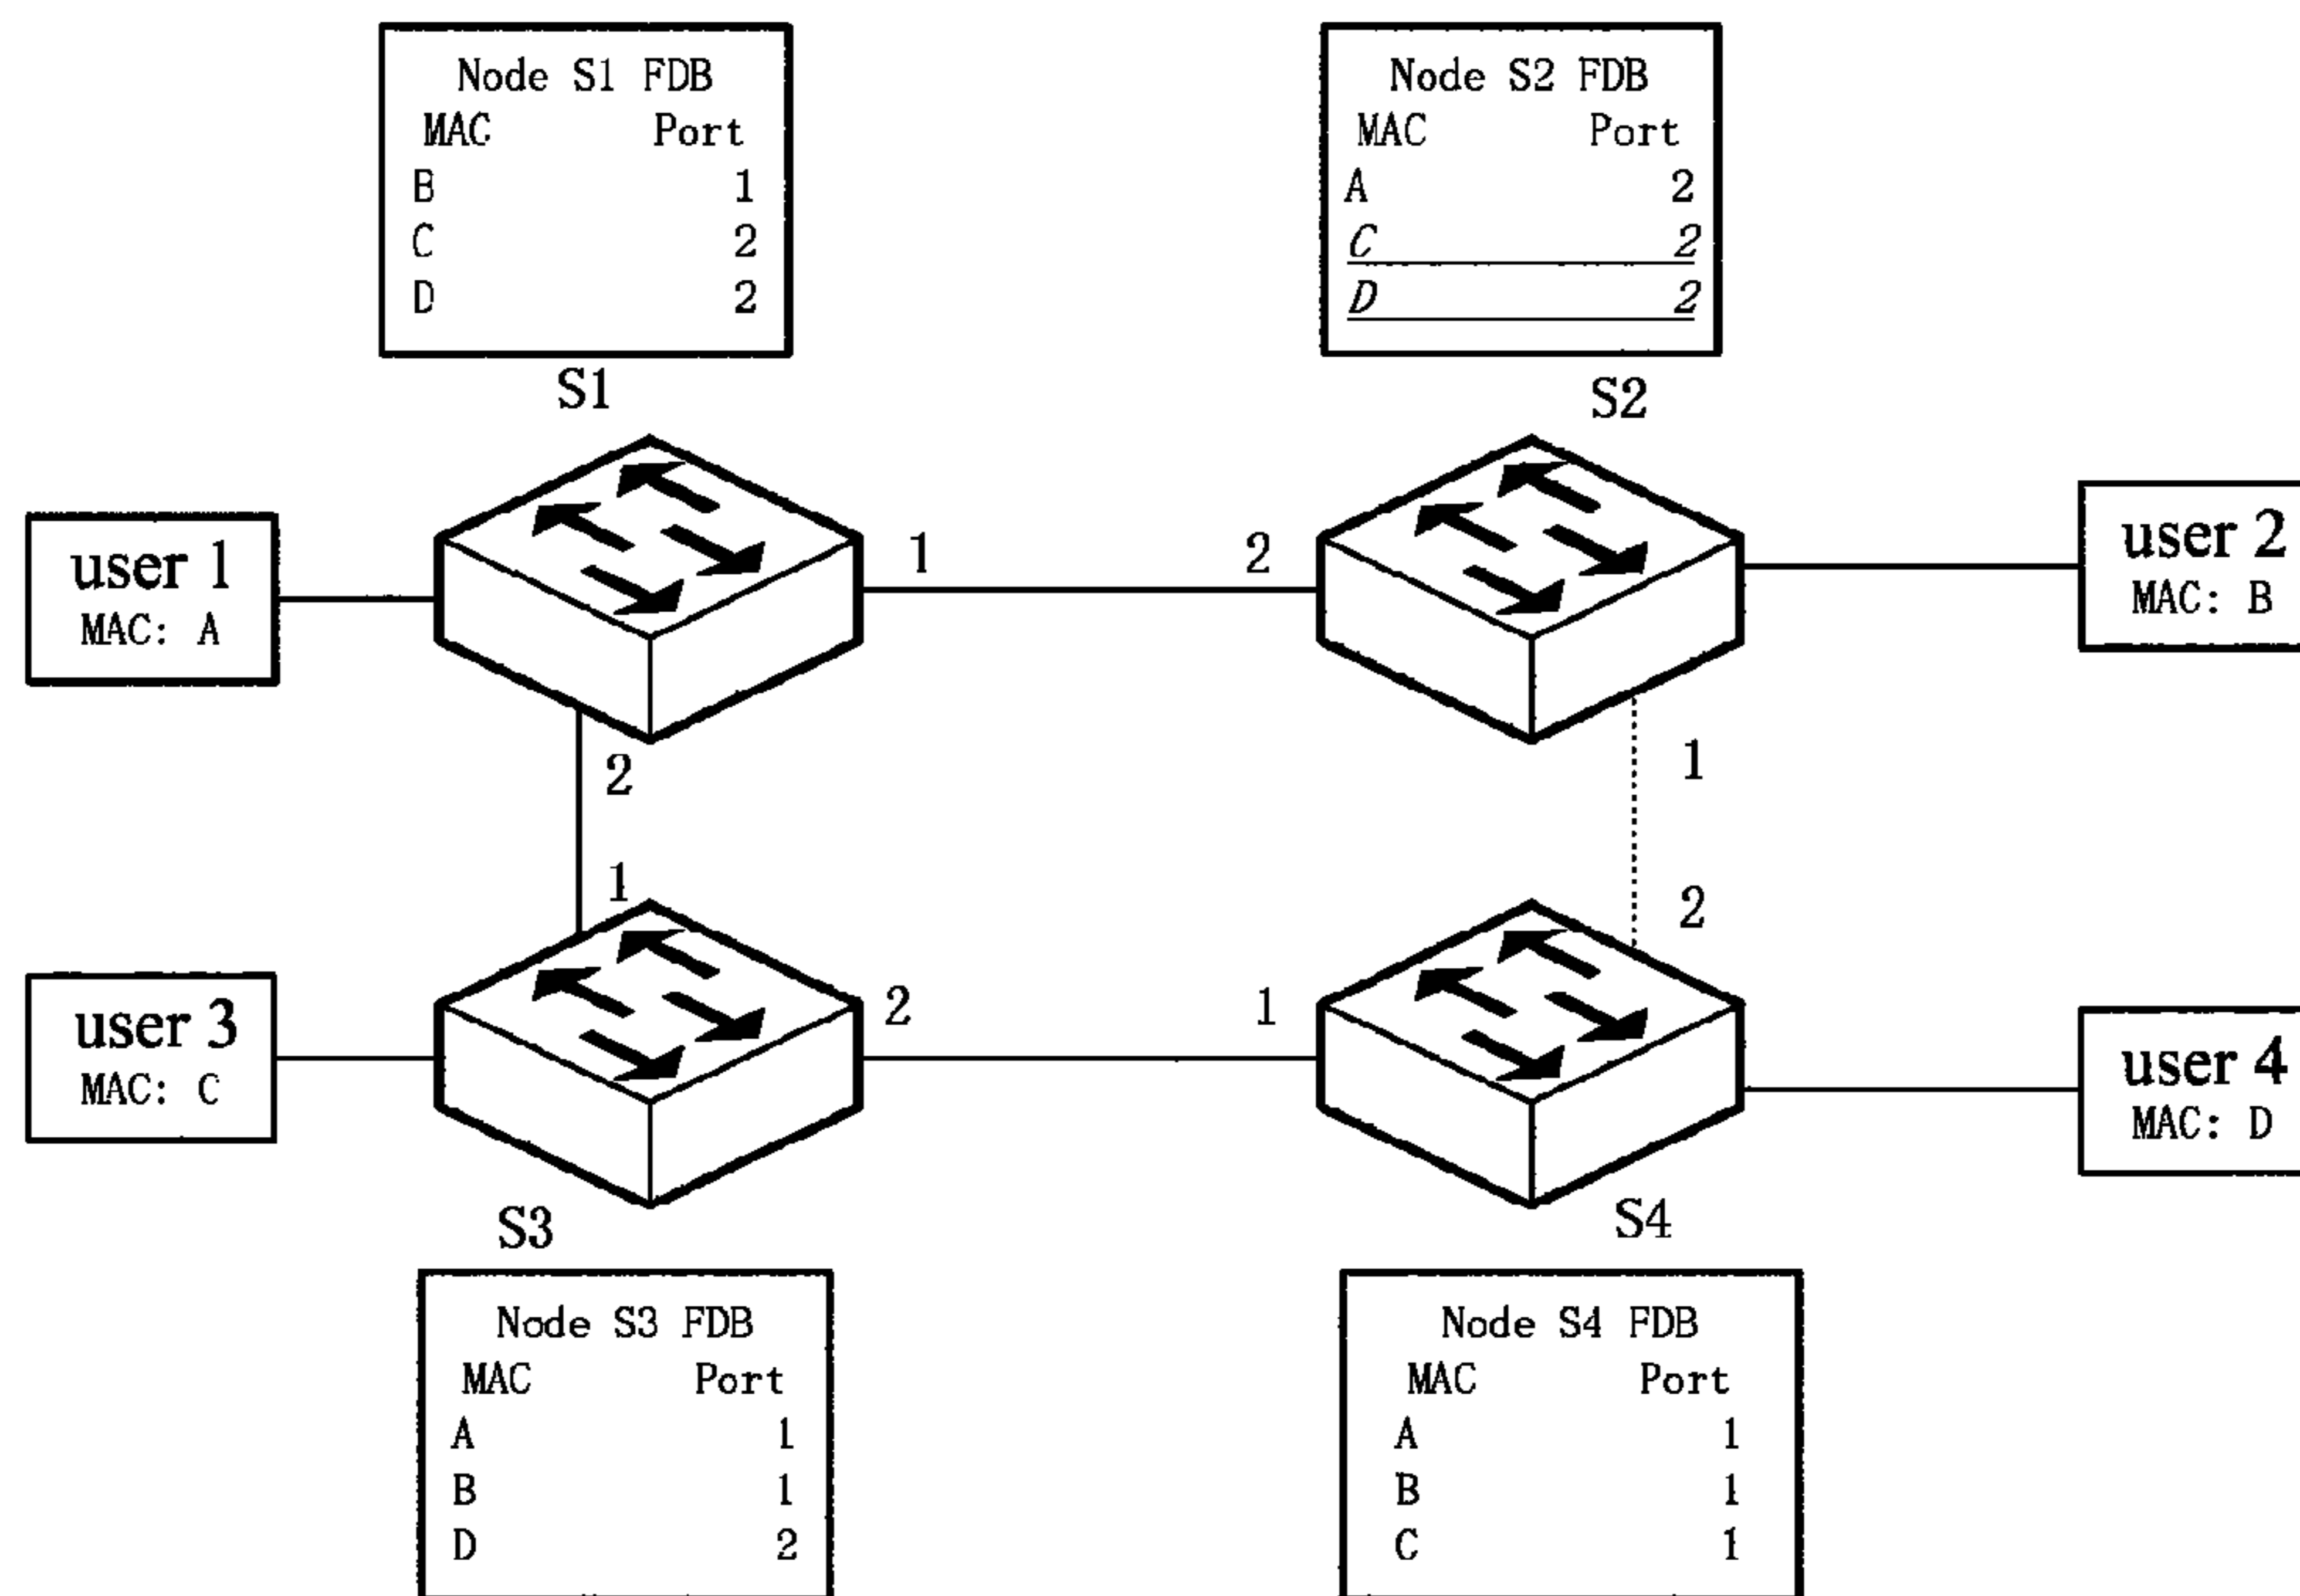 Node S1 FDB
MAC Port
B 1
C 2
D 2
Node S2 FDB
MAC Port
A 2
C 2
D 2
S1
S2
user 1
MAC: A
1
2
user 2
MAC: B
2
1
1
2
user 3
MAC: C
2
1
user 4
MAC: D
S3
S4
Node S3 FDB
MAC Port
A 1
B 1
D 2
Node S4 FDB
MAC Port
A 1
B 1
C 1